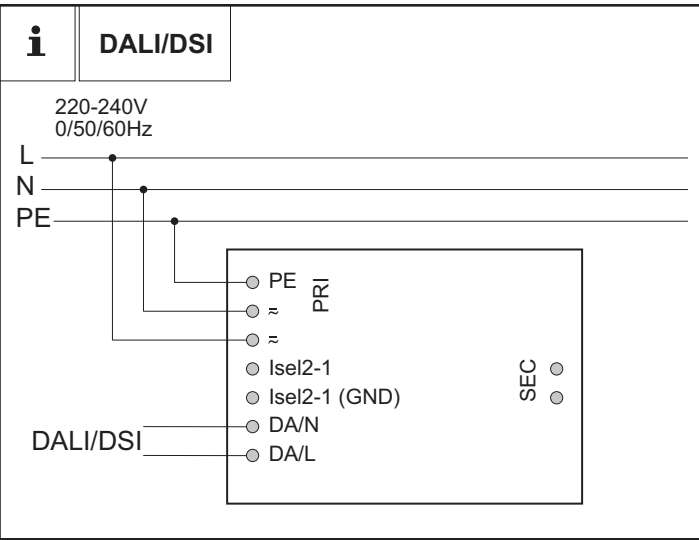 i
DALI/DSI
220-240V
0/50/60Hz
L
N
PE
PE
PRI
≂
≂
Isel2-1
SEC
Isel2-1 (GND)
DA/N
DALI/DSI
DA/L